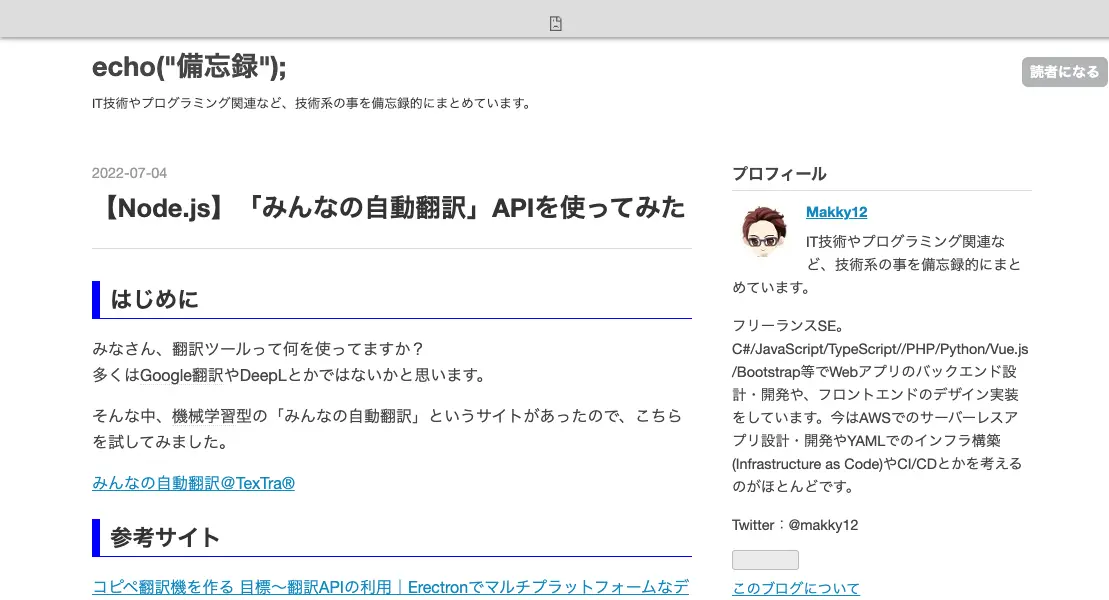 echo("備忘録");
読者になる
IT技術やプログラミング関連など、技術系の事を備忘録的にまとめています。
2022-07-04
【Node.js】「みんなの自動翻訳」APIを使ってみた
はじめに
みなさん、翻訳ツールって何を使ってますか？
多くはGoogle翻訳やDeepLとかではないかと思います。
そんな中、機械学習型の「みんなの自動翻訳」というサイトがあったので、こちら
を試してみました。
みんなの自動翻訳@TexTra®
参考サイト
コピペ翻訳機を作る 目標〜翻訳APIの利用｜Erectronでマルチプラットフォームなデ
プロフィール
Makky12
IT技術やプログラミング関連な
ど、技術系の事を備忘録的にまと
めています。
フリーランスSE。
C#/JavaScript/TypeScript//PHP/Python/Vue.js
/Bootstrap等でWebアプリのバックエンド設
計・開発や、フロントエンドのデザイン実装
をしています。今はAWSでのサーバーレスア
プリ設計・開発やYAMLでのインフラ構築
(Infrastructure as Code)やCI/CDとかを考える
のがほとんどです。
Twitter：@makky12
このブログについて